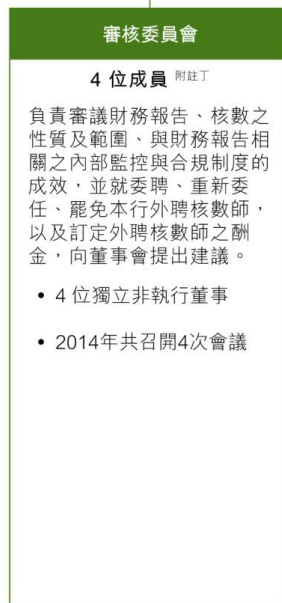 審核委員會
4 位成員 附註丁
負責審議財務報告、核數之
性質及範圍、與財務報告相
關之內部監控與合規制度的
成效，並就委聘、重新委
任、罷免本行外聘核數師，
以及訂定外聘核數師之酬
金，向董事會提出建議。
• 4 位獨立非執行董事
• 2014年共召開4次會議